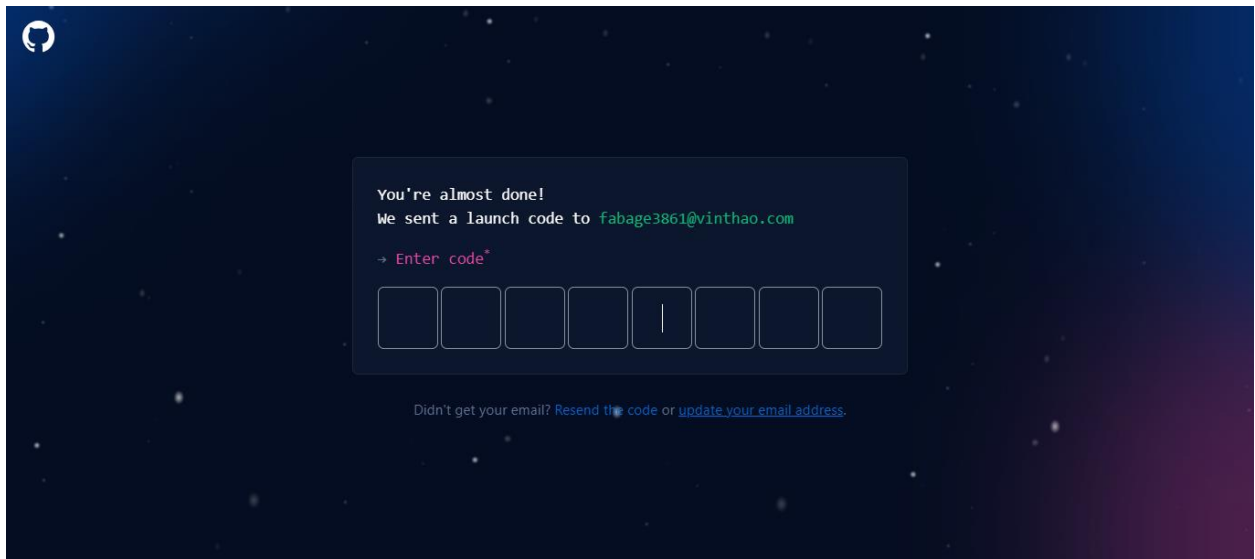 You're almost done!
We sent a launch code to fabage3861@vinthao.com
→ Enter code*
Didn't get your email? Resend the code or update your email address.